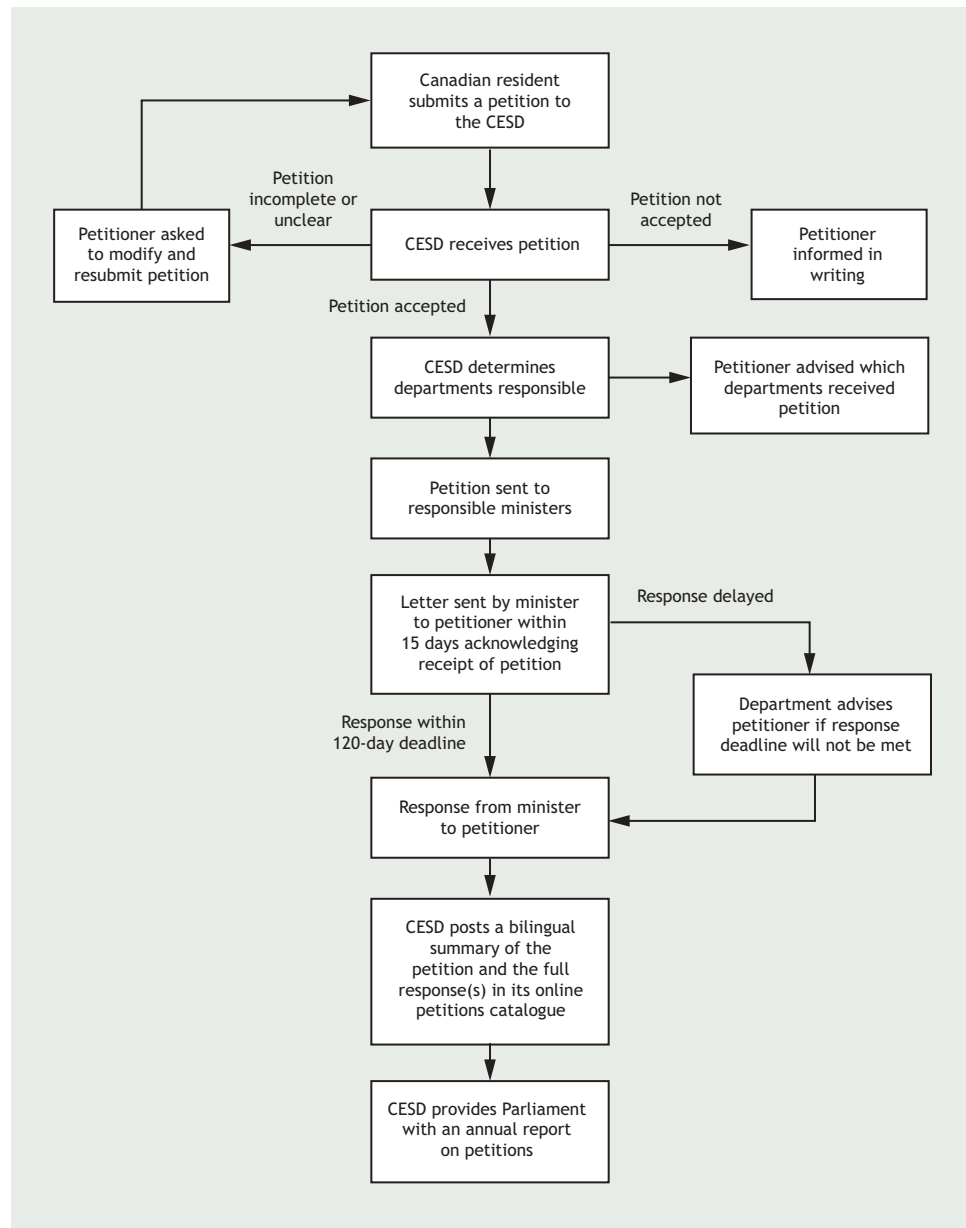 Canadian resident
submits a petition to
the CESD
Petition
incomplete or
unclear
Petition not
accepted
Petitioner asked
to modify and
resubmit petition
CESD receives petition
Petitioner
informed in
writing
Petition accepted
CESD determines
departments responsible
Petitioner advised which
departments received
petition
Petition sent to
responsible ministers
Letter sent by minister
to petitioner within
15 days acknowledging
receipt of petition
Response delayed
Response within
120-day deadline
Department advises
petitioner if response
deadline will not be met
Response from minister
to petitioner
CESD posts a bilingual
summary of the
petition and the full
response(s) in its online
petitions catalogue
CESD provides Parliament
with an annual report
on petitions